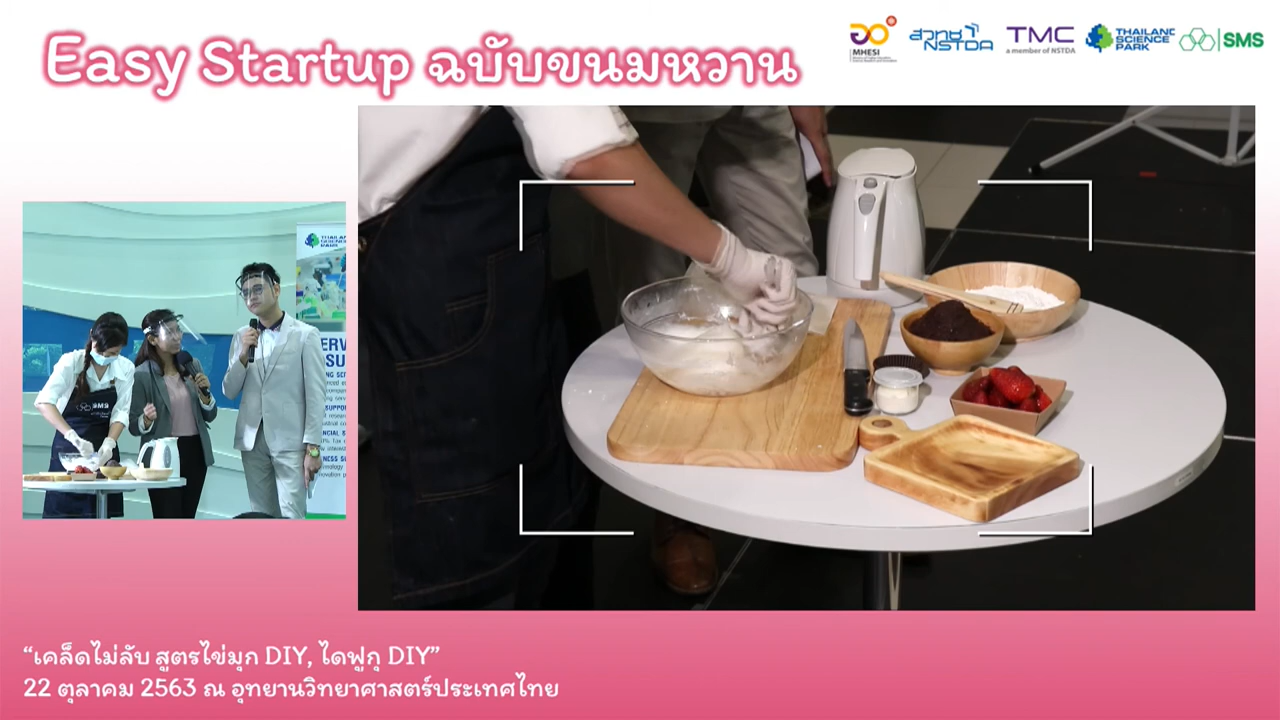 Easy Startup ฉบับขนมหวาน
MHESI
สวทช
NSTDA
TMC
a member of NSTDA
THAILAND
SCIENCE
PARK
SMS
THAILAND
SCIENCE
PARK
SMS
“เคล็ดไม่ลับ สูตรไข่มุก DIY, ไดฟูกุ DIY”
22 ตุลาคม 2563 ณ อุทยานวิทยาศาสตร์ประเทศไทย